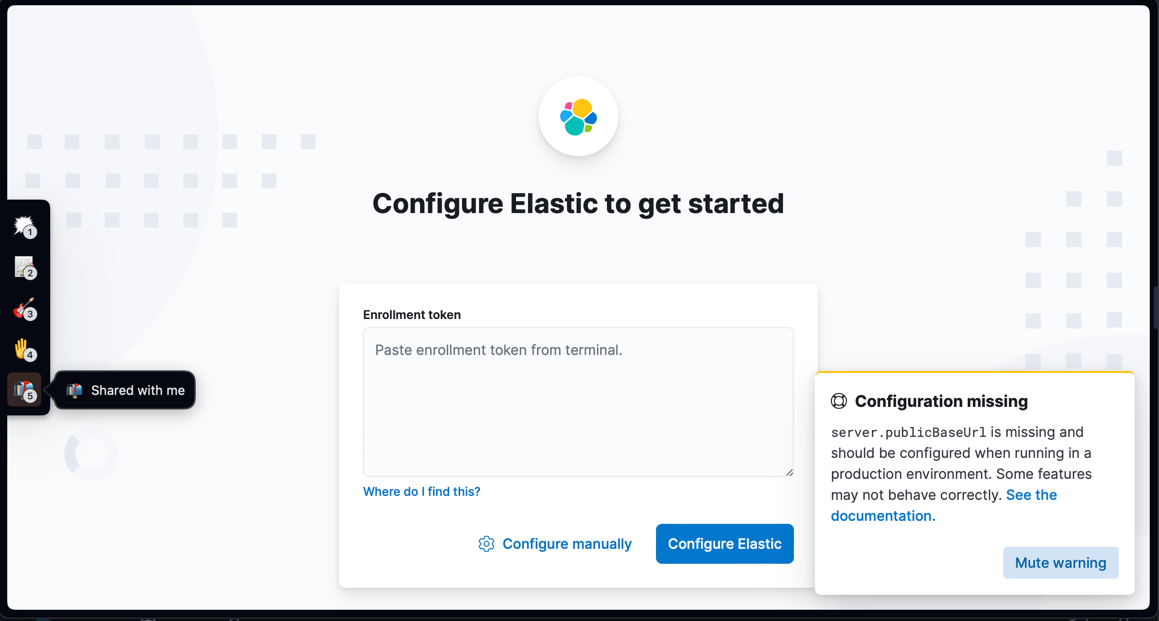 Configure Elastic to get started
1
2
3
4
5
Shared with me
Enrollment token
Paste enrollment token from terminal.
Where do I find this?
Configure manually
Configure Elastic
Configuration missing
server.publicBaseUrl is missing and
should be configured when running in a
production environment. Some features
may not behave correctly. See the
documentation.
Mute warning